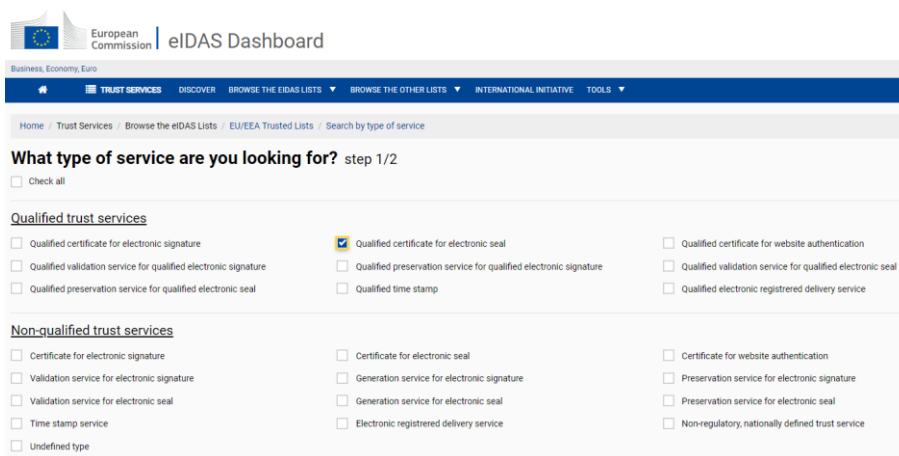 European
Commission
eIDAS Dashboard
Business, Economy, Euro
TRUST SERVICES DISCOVER BROWSE THE EIDAS LISTS ▼ BROWSE THE OTHER LISTS ▼ INTERNATIONAL INITIATIVE TOOLS ▼
Home / Trust Services / Browse the eIDAS Lists / EU/EEA Trusted Lists / Search by type of service
What type of service are you looking for? step 1/2
Check all
Qualified trust services
Qualified certificate for electronic signature Qualified certificate for electronic seal Qualified certificate for website authentication
Qualified validation service for qualified electronic signature Qualified preservation service for qualified electronic signature Qualified validation service for qualified electronic seal
Qualified preservation service for qualified electronic seal Qualified time stamp Qualified electronic registrered delivery service
Non-qualified trust services
Certificate for electronic signature Certificate for electronic seal Certificate for website authentication
Validation service for electronic signature Generation service for electronic signature Preservation service for electronic signature
Validation service for electronic seal Generation service for electronic seal Preservation service for electronic seal
Time stamp service Electronic registrered delivery service Non-regulatory, nationally defined trust service
Undefined type